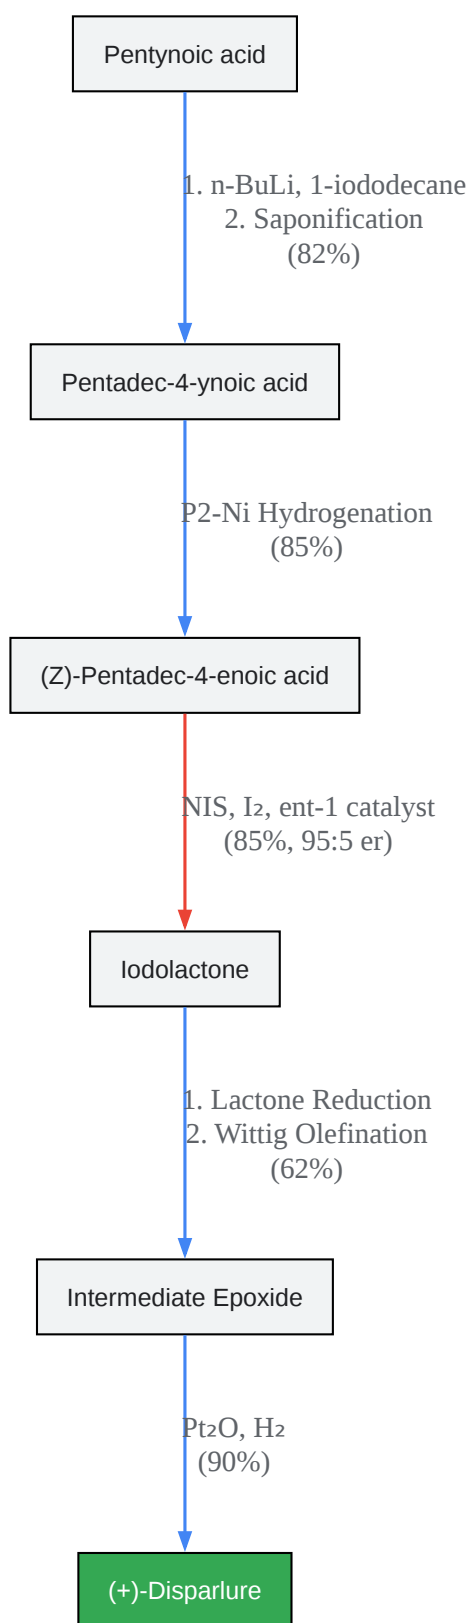 Pentynoic acid
1. n-BuLi, 1-iododecane
2. Saponification
(82%)
Pentadec-4-ynoic acid
P2-Ni Hydrogenation
(85%)
(Z)-Pentadec-4-enoic acid
NIS, I₂, ent-1 catalyst
(85%, 95:5 er)
Iodolactone
1. Lactone Reduction
2. Wittig Olefination
(62%)
Intermediate Epoxide
Pt₂O, H₂
(90%)
(+)-Disparlure